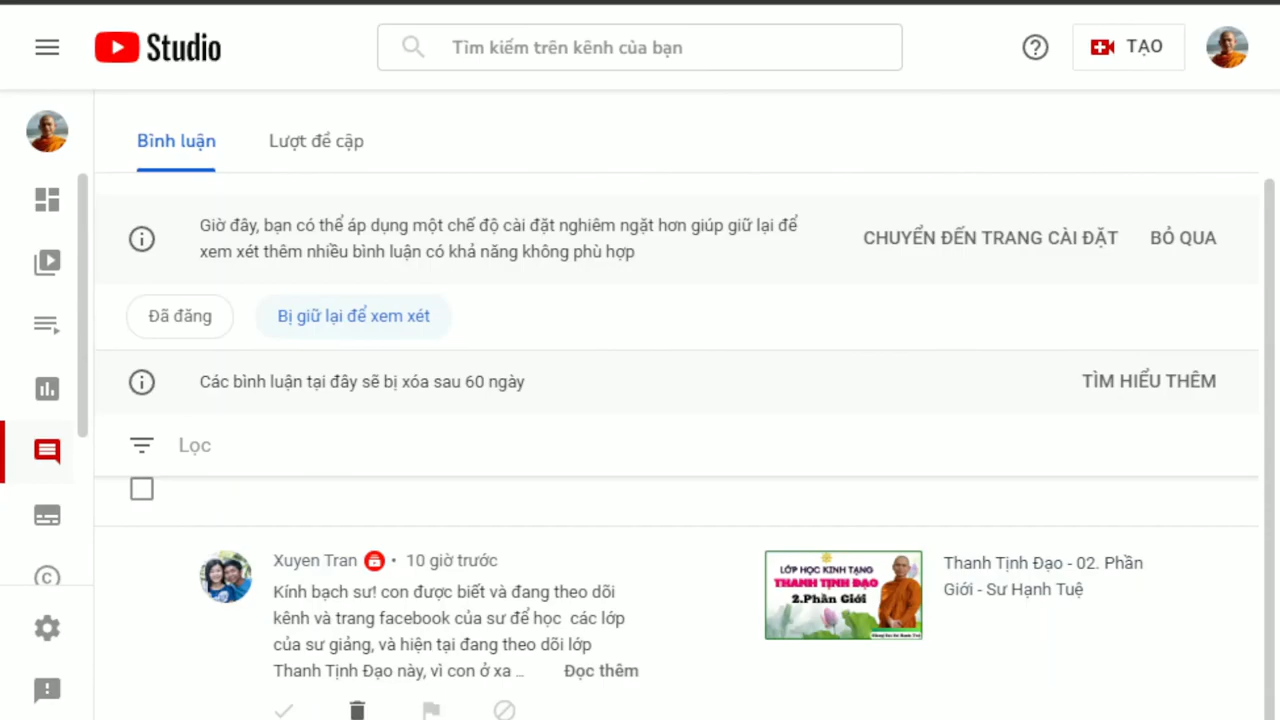 Studio
Tìm kiếm trên kênh của bạn
TẠO
Bình luận
Lượt đề cập
Giờ đây, bạn có thể áp dụng một chế độ cài đặt nghiêm ngặt hơn giúp giữ lại để
xem xét thêm nhiều bình luận có khả năng không phù hợp
CHUYỂN ĐẾN TRANG CÀI ĐẶT
BỎ QUA
Đã đăng
Bị giữ lại để xem xét
Các bình luận tại đây sẽ bị xóa sau 60 ngày
TÌM HIỂU THÊM
Lọc
Xuyen Tran • 10 giờ trước
Kính bạch sư! con được biết và đang theo dõi
kênh và trang facebook của sư để học các lớp
của sư giảng, và hiện tại đang theo dõi lớp
Thanh Tịnh Đạo này, vì con ở xa ...
Đọc thêm
LỚP HỌC KINH TẠNG
THANH TỊNH ĐẠO
2.Phần Giới
Thanh Tịnh Đạo - 02. Phần
Giới - Sư Hạnh Tuệ